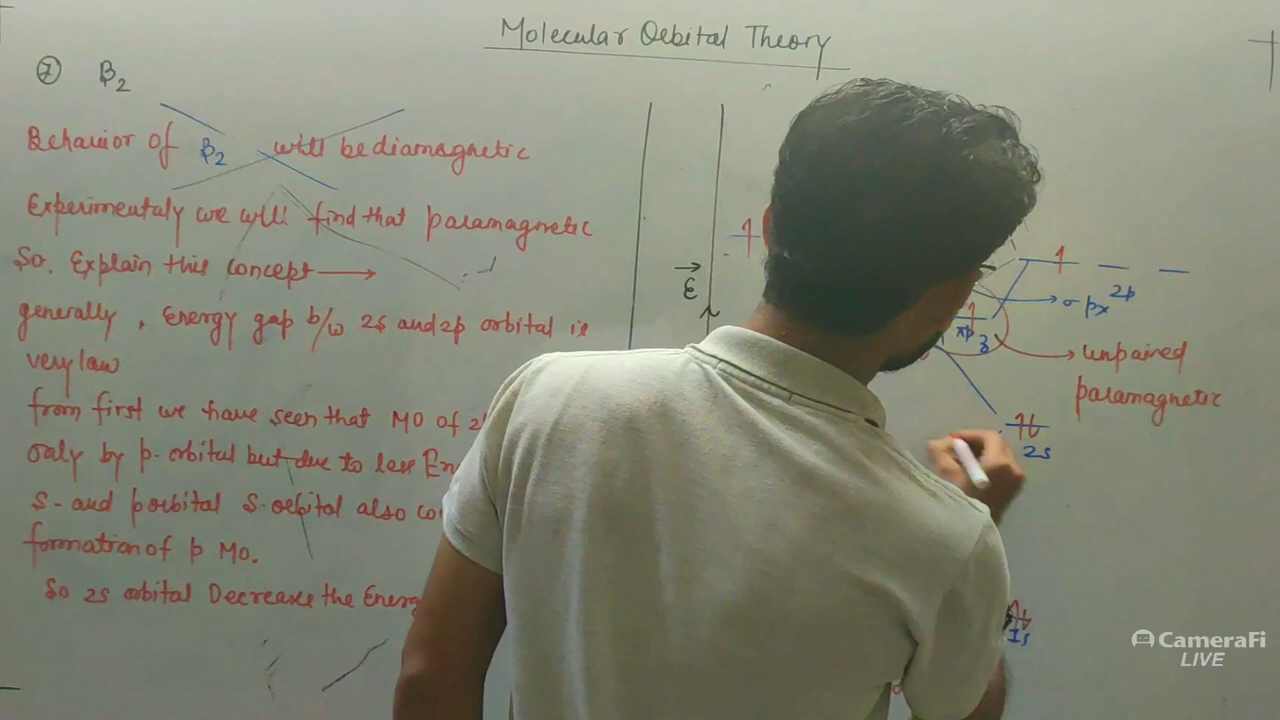 Molecular Orbital Theory
⑦ B₂
Behavior of B₂ will be diamagnetic
Experimentaly we will find that paramagnetic
So. Explain this concept ⟶
generally, Energy gap b/w 2s and 2p orbital is
very law
from first we have seen that MO of
only by p-orbital but due to less
s- and p orbital s-orbital also
formation of p MO.
So 2s orbital Decrease the
ε
2p
σpx
πp₃
unpaired
paramagnetic
2s
1s
CameraFi
LIVE